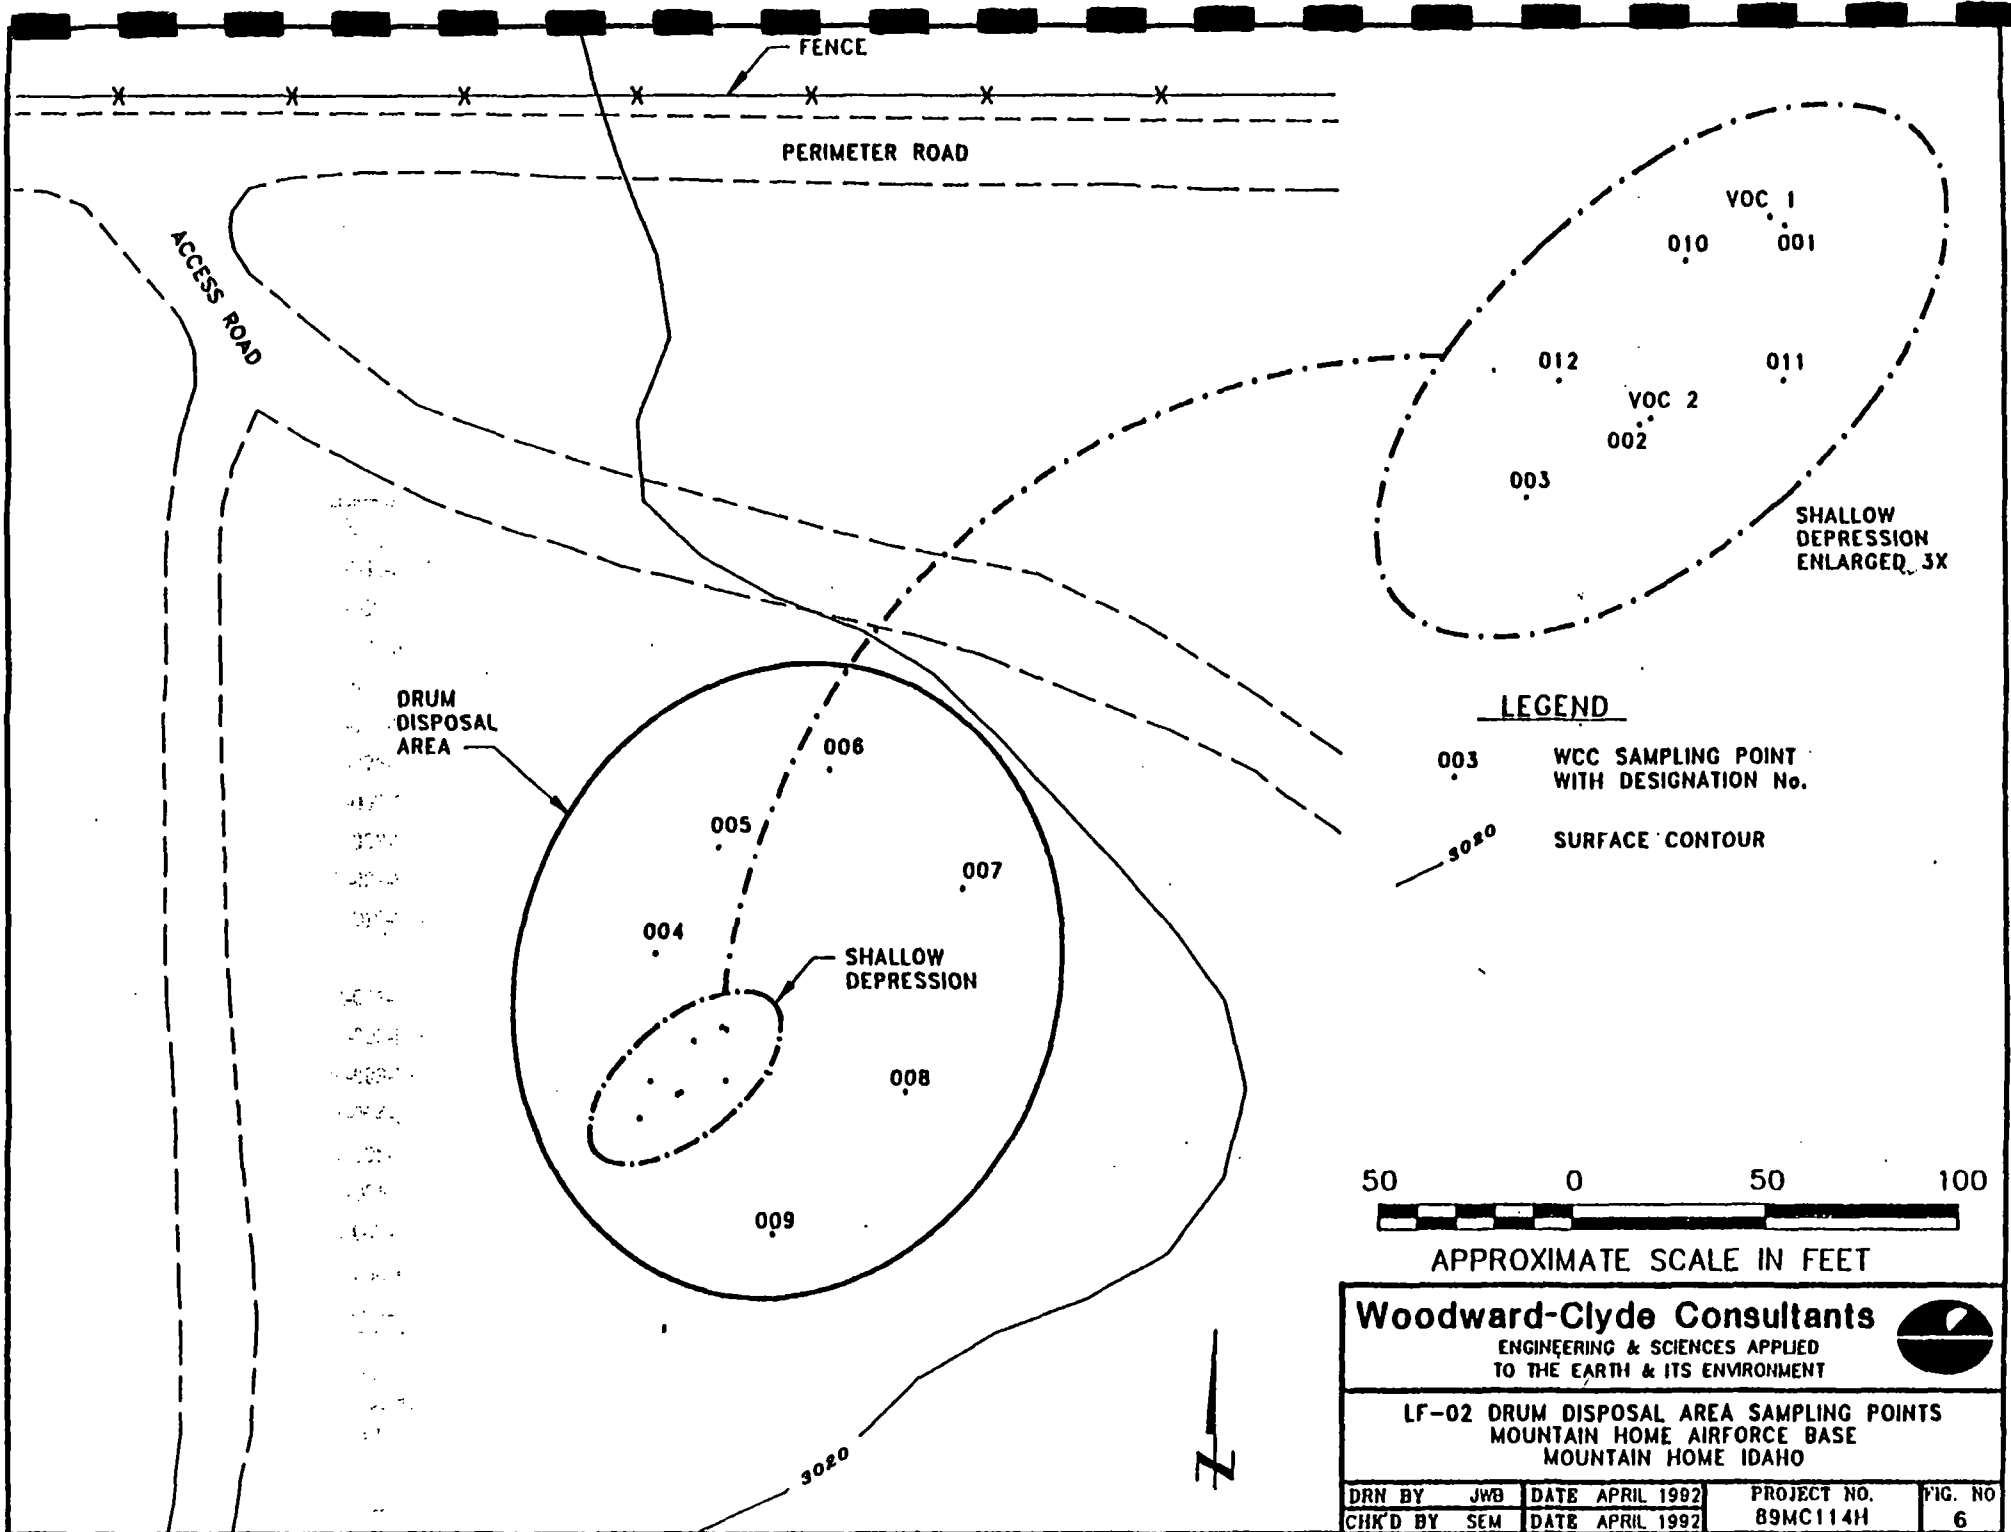 FENCE
PERIMETER ROAD
ACCESS ROAD
VOC 1
010
001
012
011
VOC 2
002
003
SHALLOW
DEPRESSION
ENLARGED 3X
DRUM
DISPOSAL
AREA
006
005
007
004
SHALLOW
DEPRESSION
008
009
3020
LEGEND
003
WCC SAMPLING POINT
WITH DESIGNATION No.
3020
SURFACE CONTOUR
50 0 50 100
APPROXIMATE SCALE IN FEET
Z
Woodward-Clyde Consultants
ENGINEERING & SCIENCES APPLIED
TO THE EARTH & ITS ENVIRONMENT
LF-02 DRUM DISPOSAL AREA SAMPLING POINTS
MOUNTAIN HOME AIRFORCE BASE
MOUNTAIN HOME IDAHO
DRN BY JWB DATE APRIL 1992
CHK'D BY SEM DATE APRIL 1992
PROJECT NO.
89MC114H
FIG. NO
6